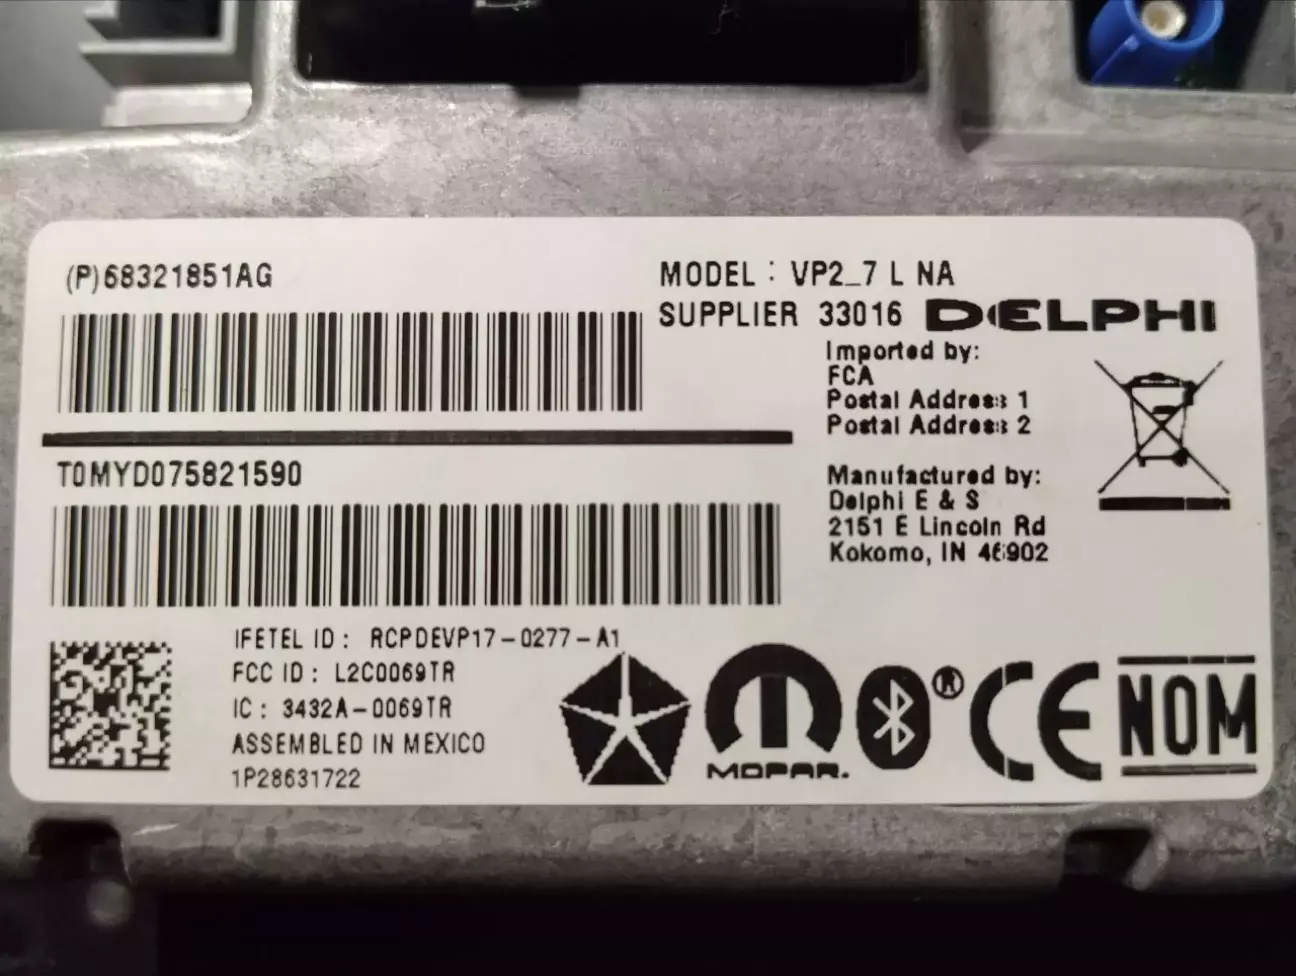 (P)68321851AG
MODEL : VP2_7 L NA
SUPPLIER 33016 DELPHI
Imported by:
FCA
Postal Address 1
Postal Address 2
T0MYD075821590
Manufactured by:
Delphi E & S
2151 E Lincoln Rd
Kokomo, IN 46902
IFETEL ID : RCPDEVP17-0277-A1
FCC ID : L2C0069TR
IC : 3432A-0069TR
ASSEMBLED IN MEXICO
1P28631722
MOPAR.
®
CE
NOM